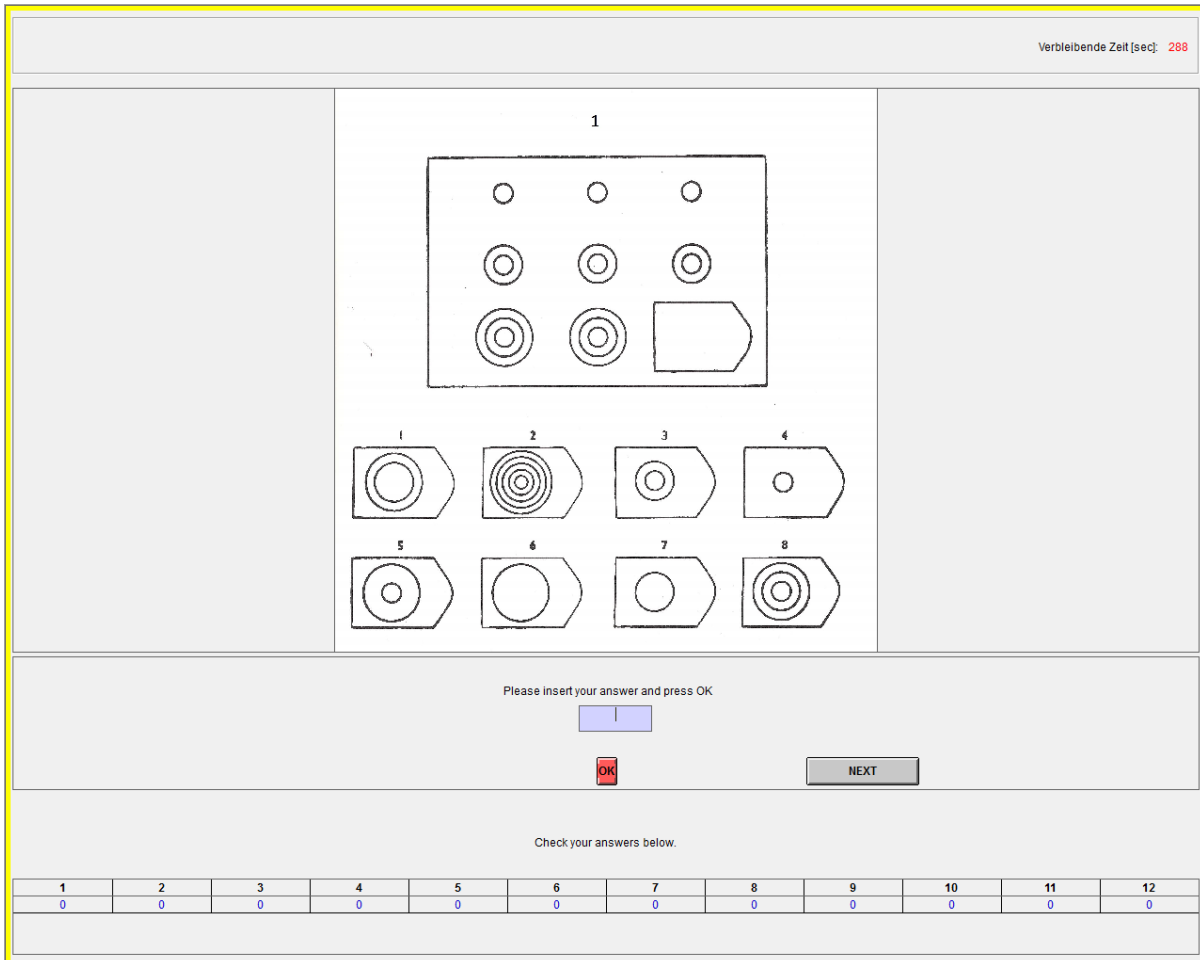 Verbleibende Zeit [sec]: 288
1
1 2 3 4
5 6 7 8
Please insert your answer and press OK
OK NEXT
Check your answers below.
1 2 3 4 5 6 7 8 9 10 11 12
0 0 0 0 0 0 0 0 0 0 0 0